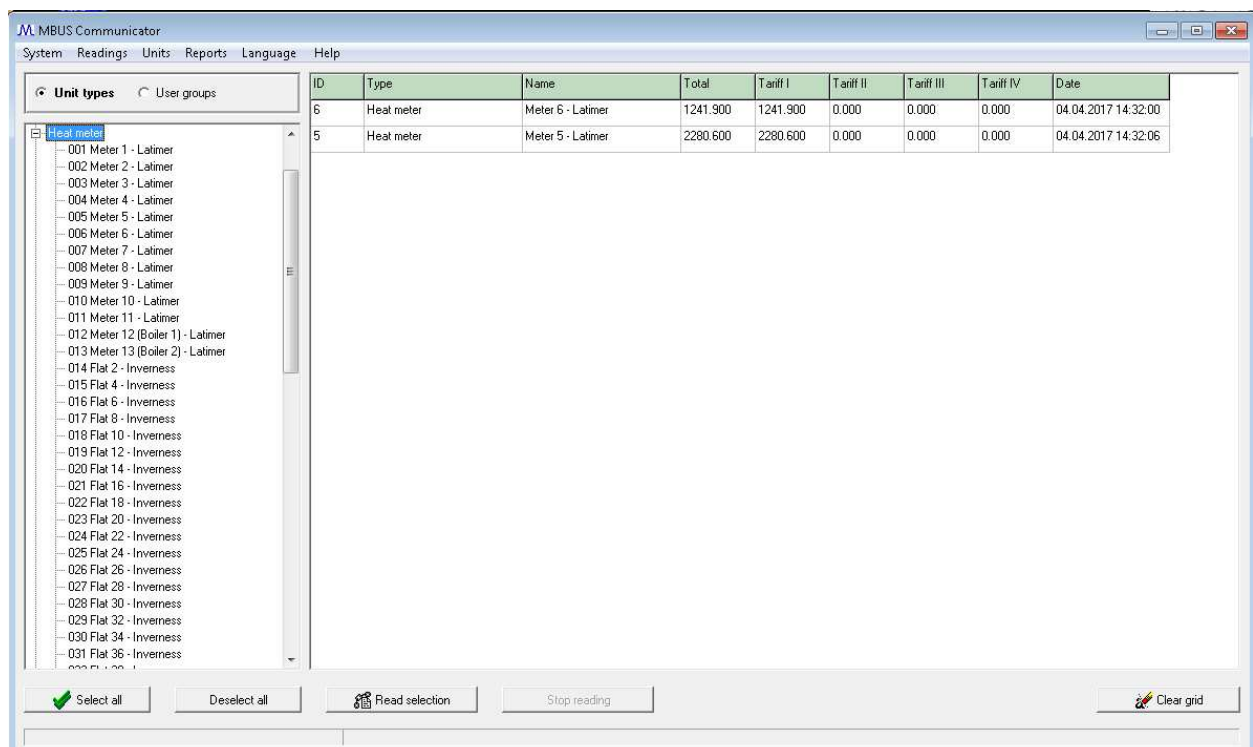 MBUS Communicator
System Readings Units Reports Language Help
Unit types User groups
Heat meter
001 Meter 1 - Latimer
002 Meter 2 - Latimer
003 Meter 3 - Latimer
004 Meter 4 - Latimer
005 Meter 5 - Latimer
006 Meter 6 - Latimer
007 Meter 7 - Latimer
008 Meter 8 - Latimer
009 Meter 9 - Latimer
010 Meter 10 - Latimer
011 Meter 11 - Latimer
012 Meter 12 (Boiler 1) - Latimer
013 Meter 13 (Boiler 2) - Latimer
014 Flat 2 - Inverness
015 Flat 4 - Inverness
016 Flat 6 - Inverness
017 Flat 8 - Inverness
018 Flat 10 - Inverness
019 Flat 12 - Inverness
020 Flat 14 - Inverness
021 Flat 16 - Inverness
022 Flat 18 - Inverness
023 Flat 20 - Inverness
024 Flat 22 - Inverness
025 Flat 24 - Inverness
026 Flat 26 - Inverness
027 Flat 28 - Inverness
028 Flat 30 - Inverness
029 Flat 32 - Inverness
030 Flat 34 - Inverness
031 Flat 36 - Inverness
ID Type Name Total Tariff I Tariff II Tariff III Tariff IV Date
6 Heat meter Meter 6 - Latimer 1241.900 1241.900 0.000 0.000 0.000 04.04.2017 14:32:00
5 Heat meter Meter 5 - Latimer 2280.600 2280.600 0.000 0.000 0.000 04.04.2017 14:32:06
Select all Deselect all Read selection Stop reading Clear grid